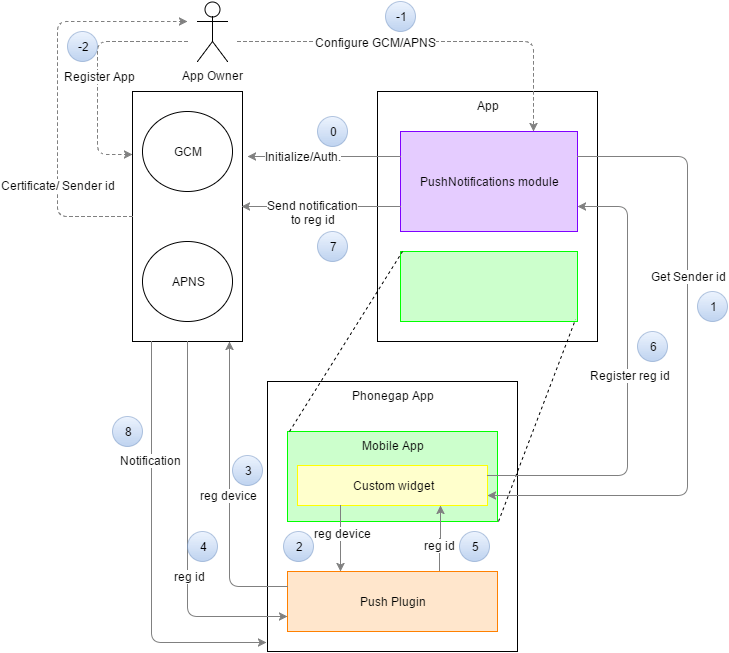 -1
Configure GCM/APNS
-2
Register App
App Owner
App
GCM
0
Initialize/Auth.
PushNotifications module
Certificate/ Sender id
Send notification
to reg id
7
APNS
Get Sender id
1
6
Register reg id
Phonegap App
8
Notification
Mobile App
Custom widget
3
reg device
reg device
2
4
reg id
reg id
5
Push Plugin